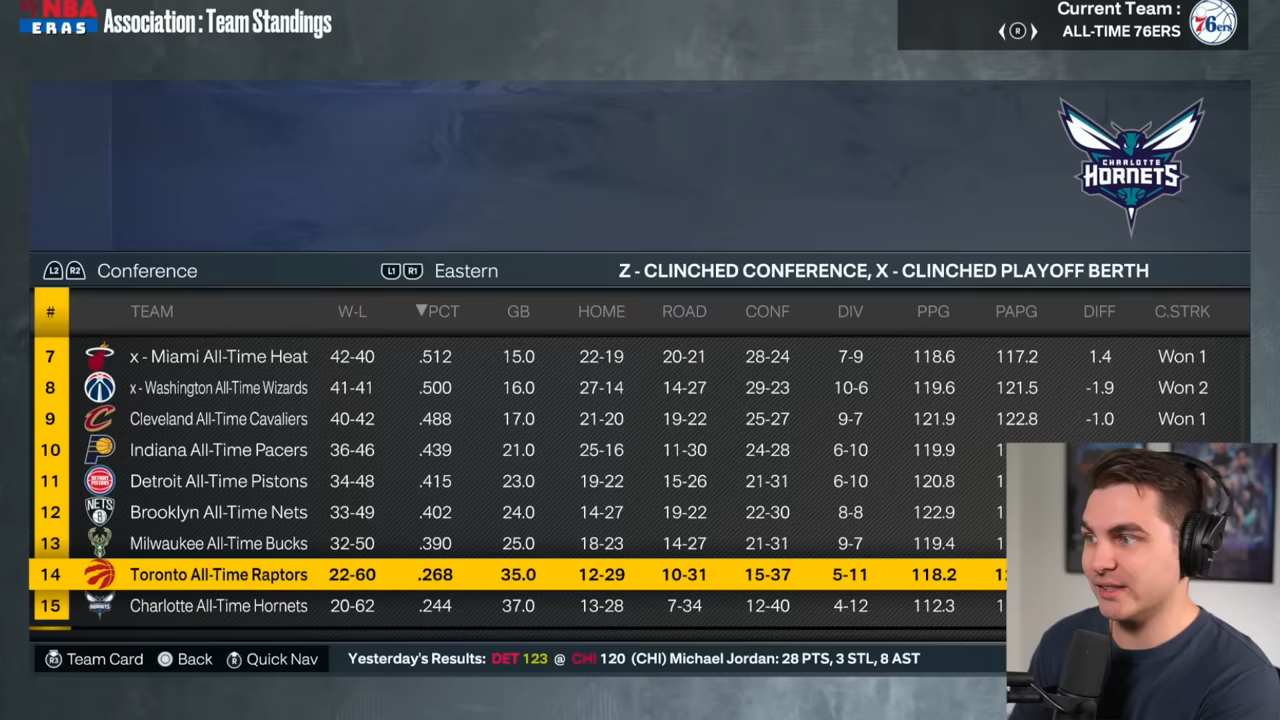 MyNBA
ERAS
Association : Team Standings
Current Team :
R ALL-TIME 76ERS
76ers
CHARLOTTE
HORNETS
L2 R2 Conference L1 R1 Eastern Z - CLINCHED CONFERENCE, X - CLINCHED PLAYOFF BERTH
# TEAM W-L ▼PCT GB HOME ROAD CONF DIV PPG PAPG DIFF C.STRK
7 x - Miami All-Time Heat 42-40 .512 15.0 22-19 20-21 28-24 7-9 118.6 117.2 1.4 Won 1
8 x - Washington All-Time Wizards 41-41 .500 16.0 27-14 14-27 29-23 10-6 119.6 121.5 -1.9 Won 2
9 Cleveland All-Time Cavaliers 40-42 .488 17.0 21-20 19-22 25-27 9-7 121.9 122.8 -1.0 Won 1
10 Indiana All-Time Pacers 36-46 .439 21.0 25-16 11-30 24-28 6-10 119.9
11 Detroit All-Time Pistons 34-48 .415 23.0 19-22 15-26 21-31 6-10 120.8
12 NETS Brooklyn All-Time Nets 33-49 .402 24.0 14-27 19-22 22-30 8-8 122.9
13 Milwaukee All-Time Bucks 32-50 .390 25.0 18-23 14-27 21-31 9-7 119.4
14 Toronto All-Time Raptors 22-60 .268 35.0 12-29 10-31 15-37 5-11 118.2
15 Charlotte All-Time Hornets 20-62 .244 37.0 13-28 7-34 12-40 4-12 112.3
R3 Team Card Back R Quick Nav Yesterday's Results: DET 123 @ CHI 120 (CHI) Michael Jordan: 28 PTS, 3 STL, 8 AST